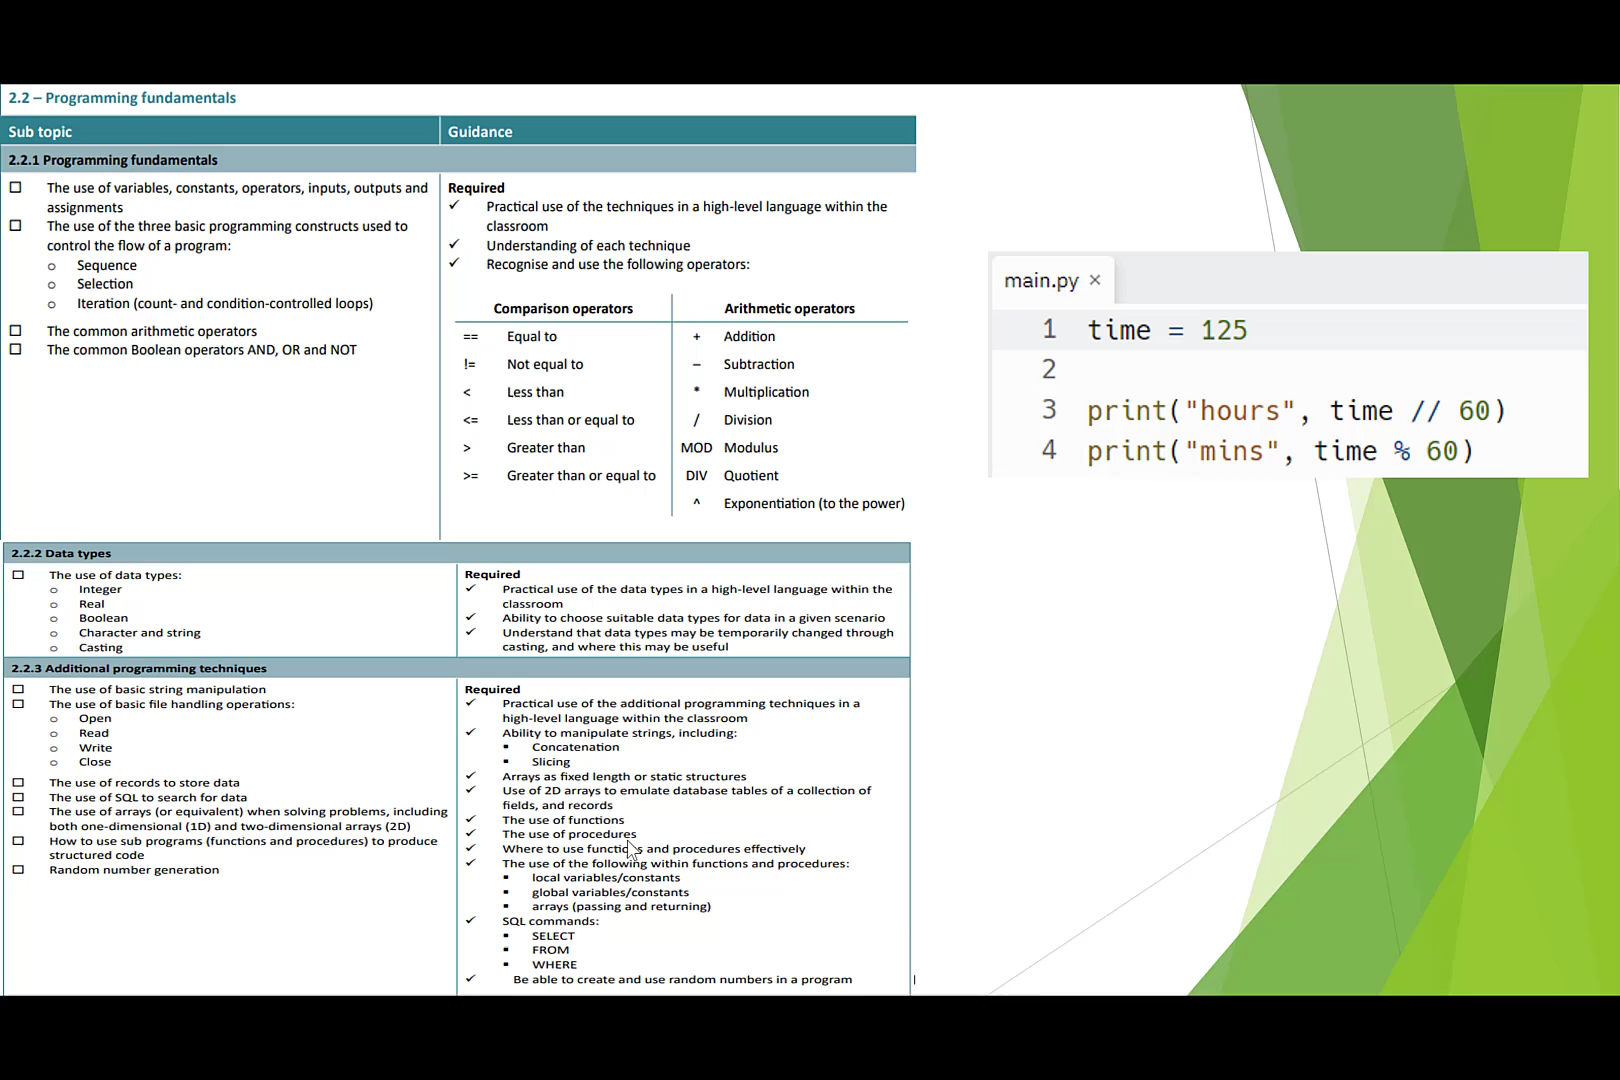 2.2 – Programming fundamentals
Sub topic
Guidance
2.2.1 Programming fundamentals
☐ The use of variables, constants, operators, inputs, outputs and
assignments
☐ The use of the three basic programming constructs used to
control the flow of a program:
o Sequence
o Selection
o Iteration (count- and condition-controlled loops)
☐ The common arithmetic operators
☐ The common Boolean operators AND, OR and NOT
Required
✓ Practical use of the techniques in a high-level language within the
classroom
✓ Understanding of each technique
✓ Recognise and use the following operators:
Comparison operators
== Equal to
!= Not equal to
< Less than
<= Less than or equal to
> Greater than
>= Greater than or equal to
Arithmetic operators
+ Addition
– Subtraction
* Multiplication
/ Division
MOD Modulus
DIV Quotient
^ Exponentiation (to the power)
2.2.2 Data types
☐ The use of data types:
o Integer
o Real
o Boolean
o Character and string
o Casting
Required
✓ Practical use of the data types in a high-level language within the
classroom
✓ Ability to choose suitable data types for data in a given scenario
✓ Understand that data types may be temporarily changed through
casting, and where this may be useful
2.2.3 Additional programming techniques
☐ The use of basic string manipulation
☐ The use of basic file handling operations:
o Open
o Read
o Write
o Close
☐ The use of records to store data
☐ The use of SQL to search for data
☐ The use of arrays (or equivalent) when solving problems, including
both one-dimensional (1D) and two-dimensional arrays (2D)
☐ How to use sub programs (functions and procedures) to produce
structured code
☐ Random number generation
Required
✓ Practical use of the additional programming techniques in a
high-level language within the classroom
✓ Ability to manipulate strings, including:
▪ Concatenation
▪ Slicing
✓ Arrays as fixed length or static structures
✓ Use of 2D arrays to emulate database tables of a collection of
fields, and records
✓ The use of functions
✓ The use of procedures
✓ Where to use functions and procedures effectively
✓ The use of the following within functions and procedures:
▪ local variables/constants
▪ global variables/constants
▪ arrays (passing and returning)
✓ SQL commands:
▪ SELECT
▪ FROM
▪ WHERE
✓ Be able to create and use random numbers in a program
main.py ×
1 time = 125
2
3 print("hours", time // 60)
4 print("mins", time % 60)